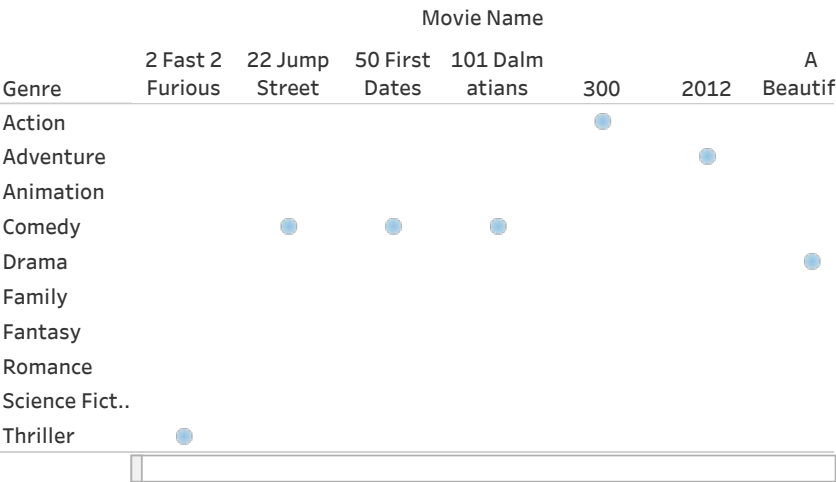 Movie Name
2 Fast 2 22 Jump 50 First 101 Dalm A
Genre Furious Street Dates atians 300 2012 Beautif
Action
Adventure
Animation
Comedy
Drama
Family
Fantasy
Romance
Science Fict..
Thriller